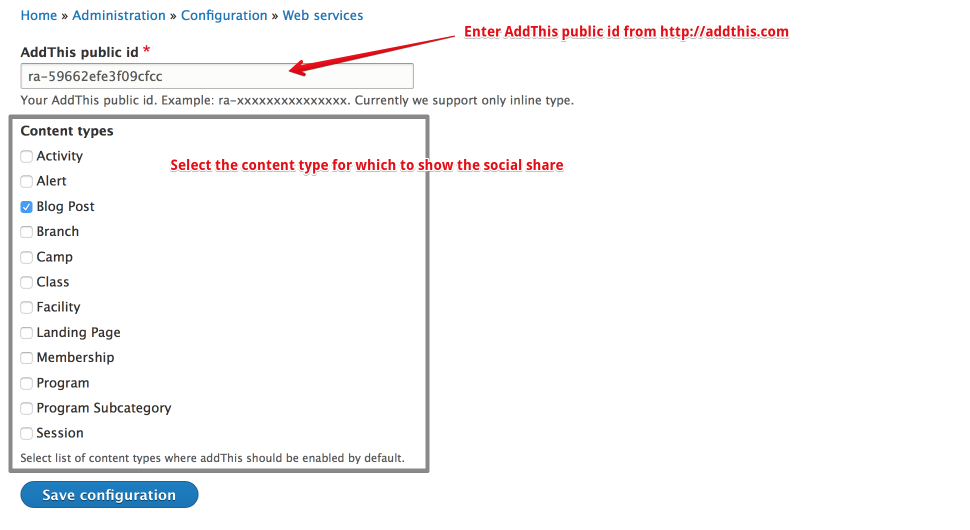 Home » Administration » Configuration » Web services
Enter AddThis public id from http://addthis.com
AddThis public id *
ra-59662efe3f09cfcc
Your AddThis public id. Example: ra-xxxxxxxxxxxxxxx. Currently we support only inline type.
Content types
Activity
Select the content type for which to show the social share
Alert
Blog Post
Branch
Camp
Class
Facility
Landing Page
Membership
Program
Program Subcategory
Session
Select list of content types where addThis should be enabled by default.
Save configuration